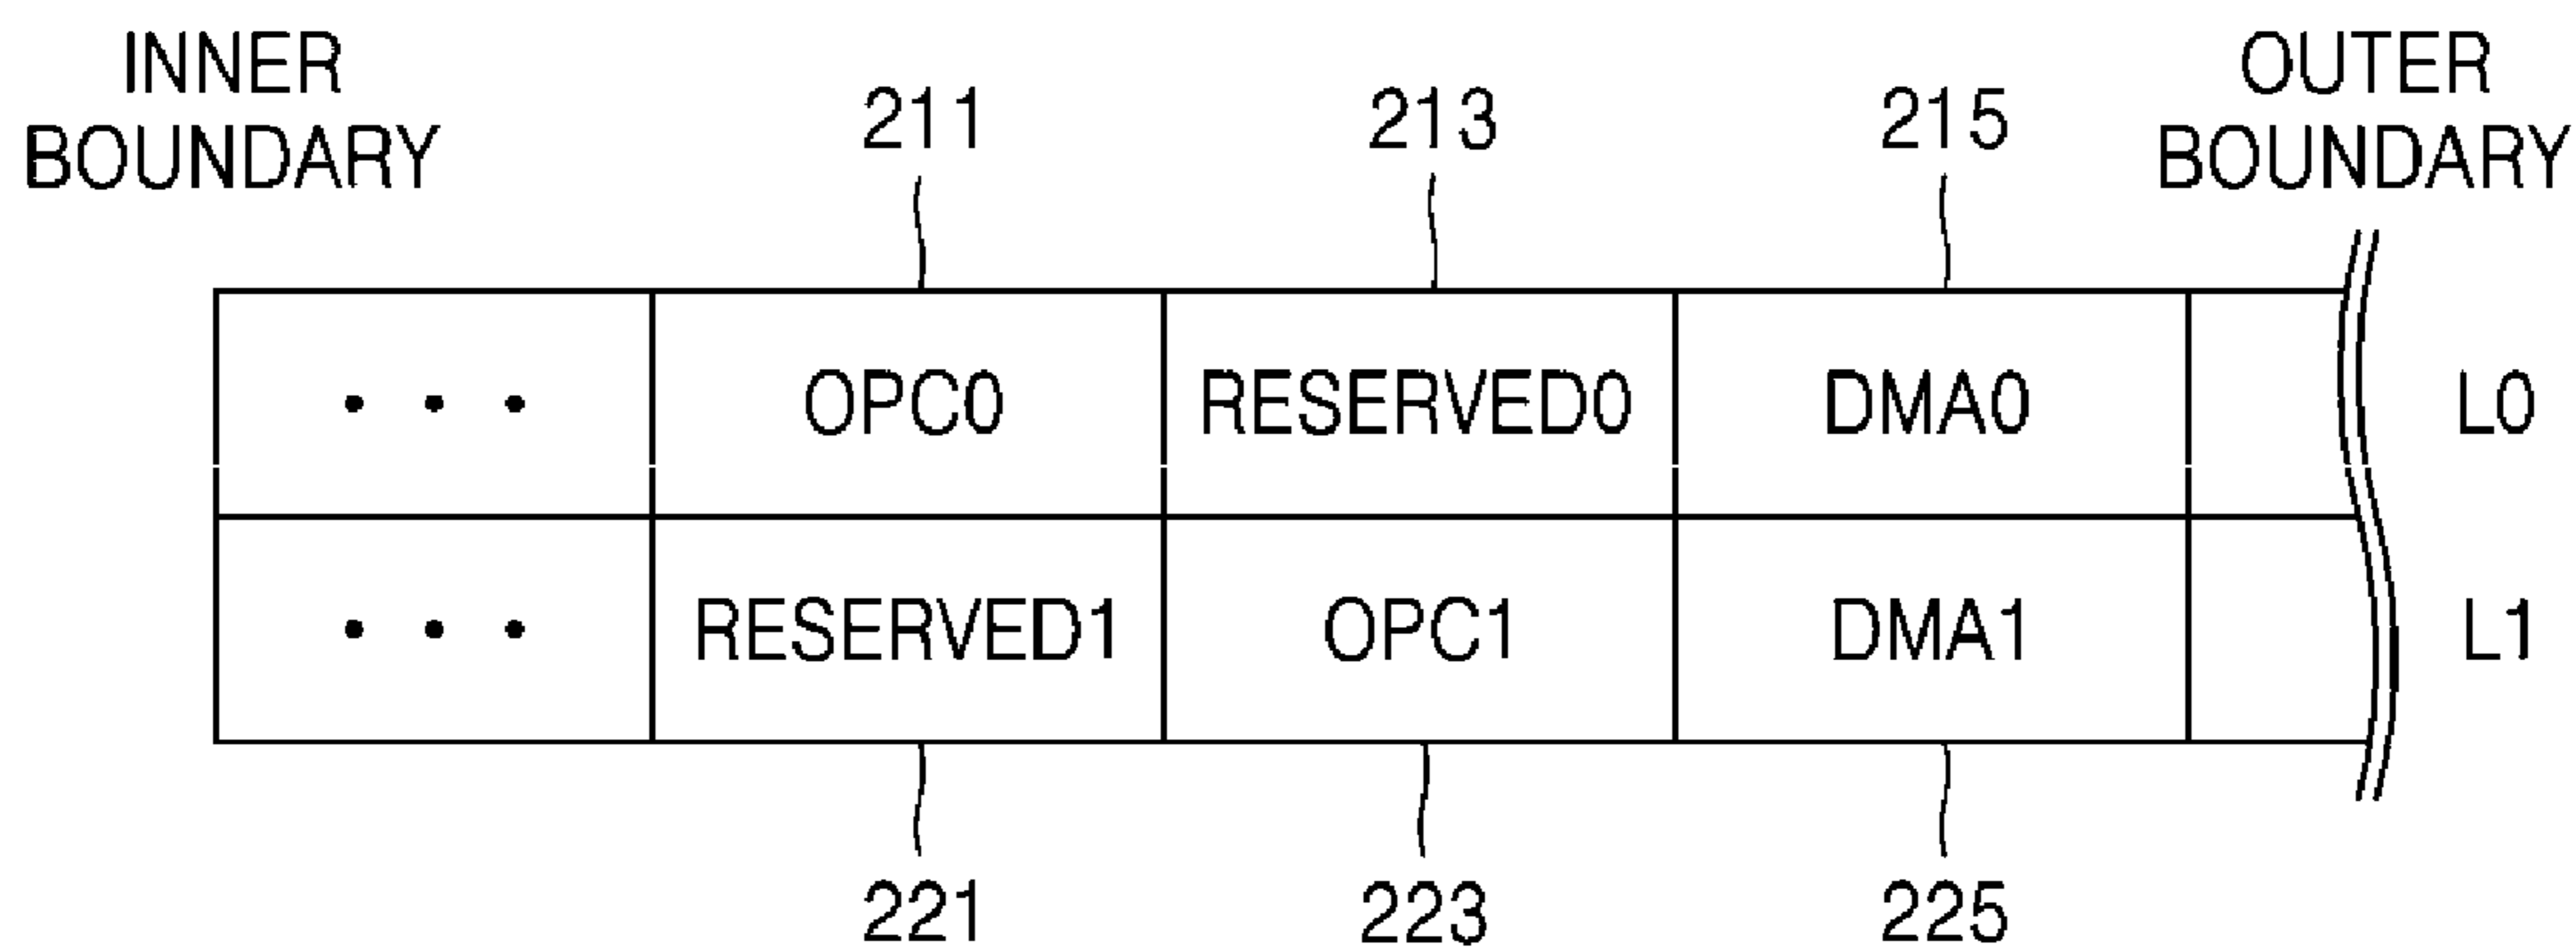 INNER
BOUNDARY
OUTER
BOUNDARY
211 213 215
• • • OPC0 RESERVED0 DMA0 L0
• • • RESERVED1 OPC1 DMA1 L1
221 223 225